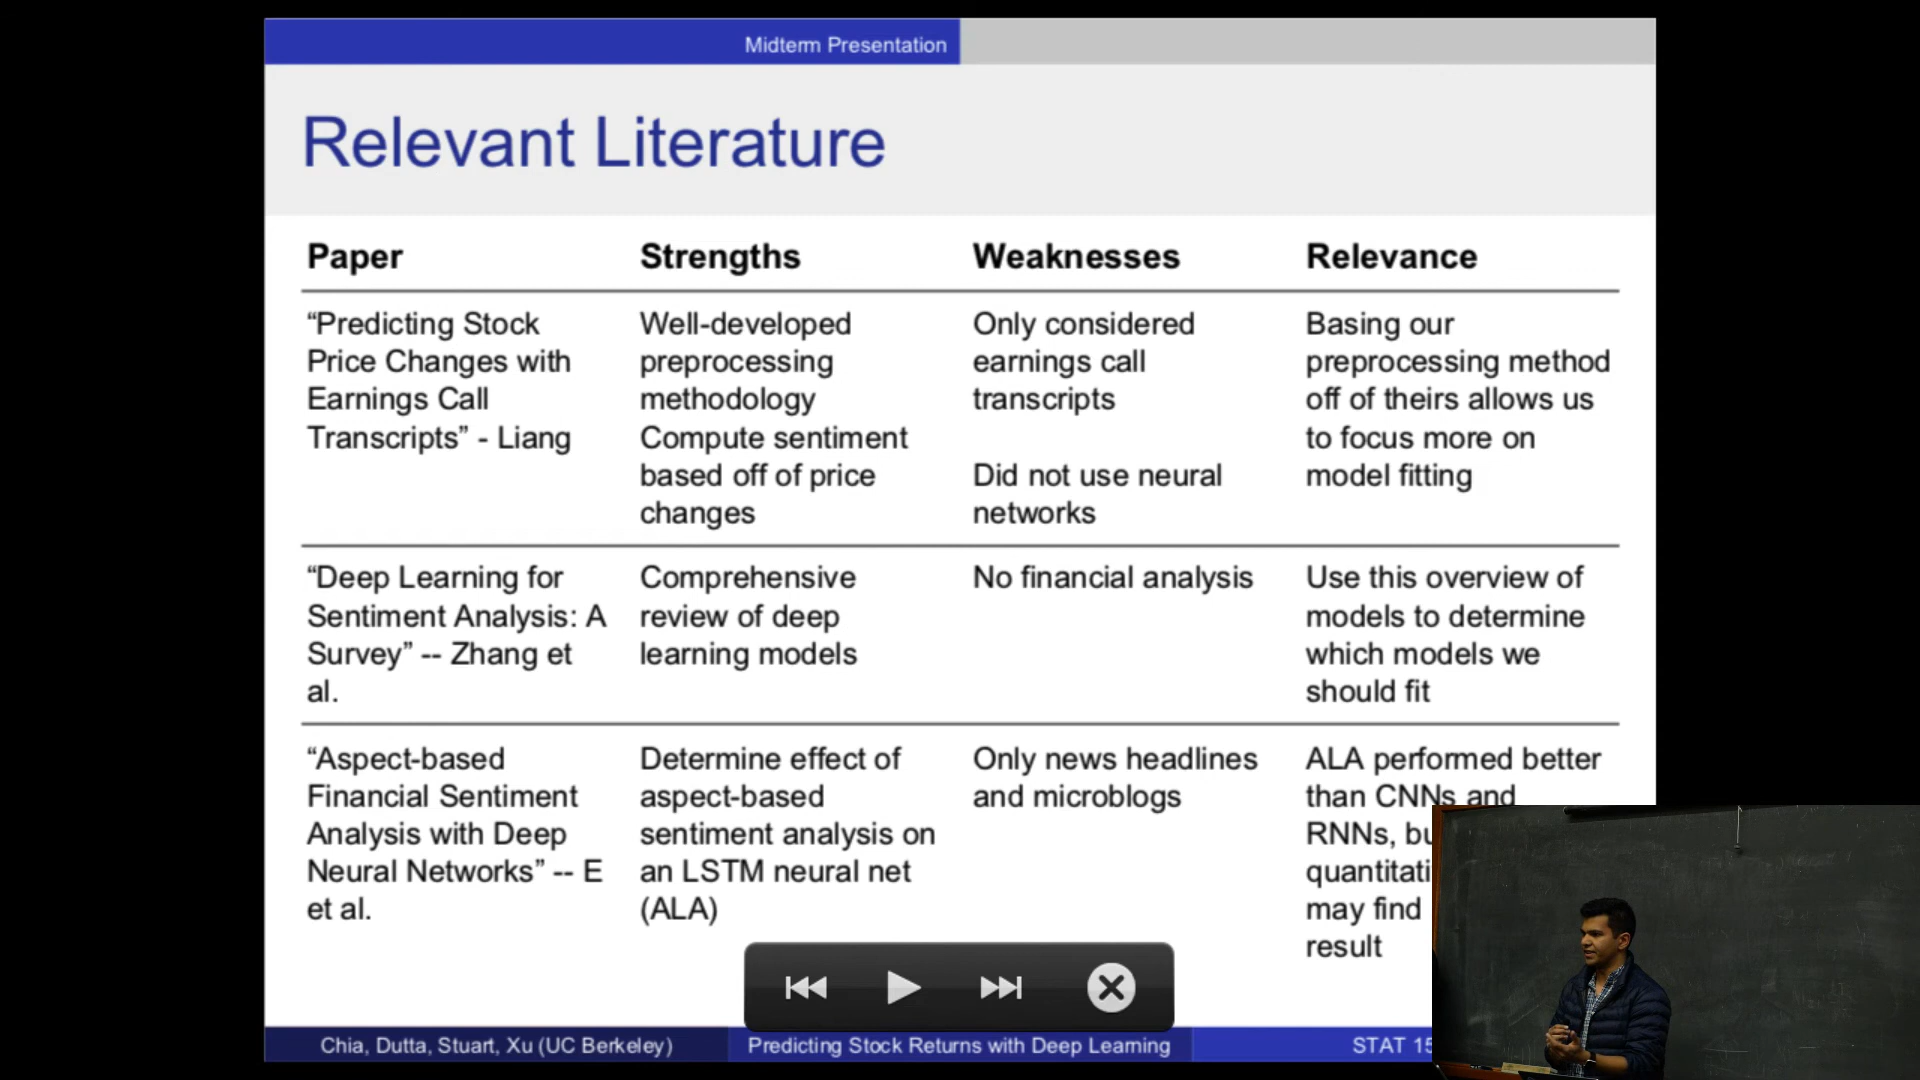 Midterm Presentation
Relevant Literature
Paper Strengths Weaknesses Relevance
“Predicting Stock
Price Changes with
Earnings Call
Transcripts” - Liang
Well-developed
preprocessing
methodology
Compute sentiment
based off of price
changes
Only considered
earnings call
transcripts
Did not use neural
networks
Basing our
preprocessing method
off of theirs allows us
to focus more on
model fitting
“Deep Learning for
Sentiment Analysis: A
Survey” -- Zhang et
al.
Comprehensive
review of deep
learning models
No financial analysis
Use this overview of
models to determine
which models we
should fit
“Aspect-based
Financial Sentiment
Analysis with Deep
Neural Networks” -- E
et al.
Determine effect of
aspect-based
sentiment analysis on
an LSTM neural net
(ALA)
Only news headlines
and microblogs
ALA performed better
than CNNs and
RNNs,
may find
result
Chia, Dutta, Stuart, Xu (UC Berkeley) Predicting Stock Returns with Deep Learning STAT